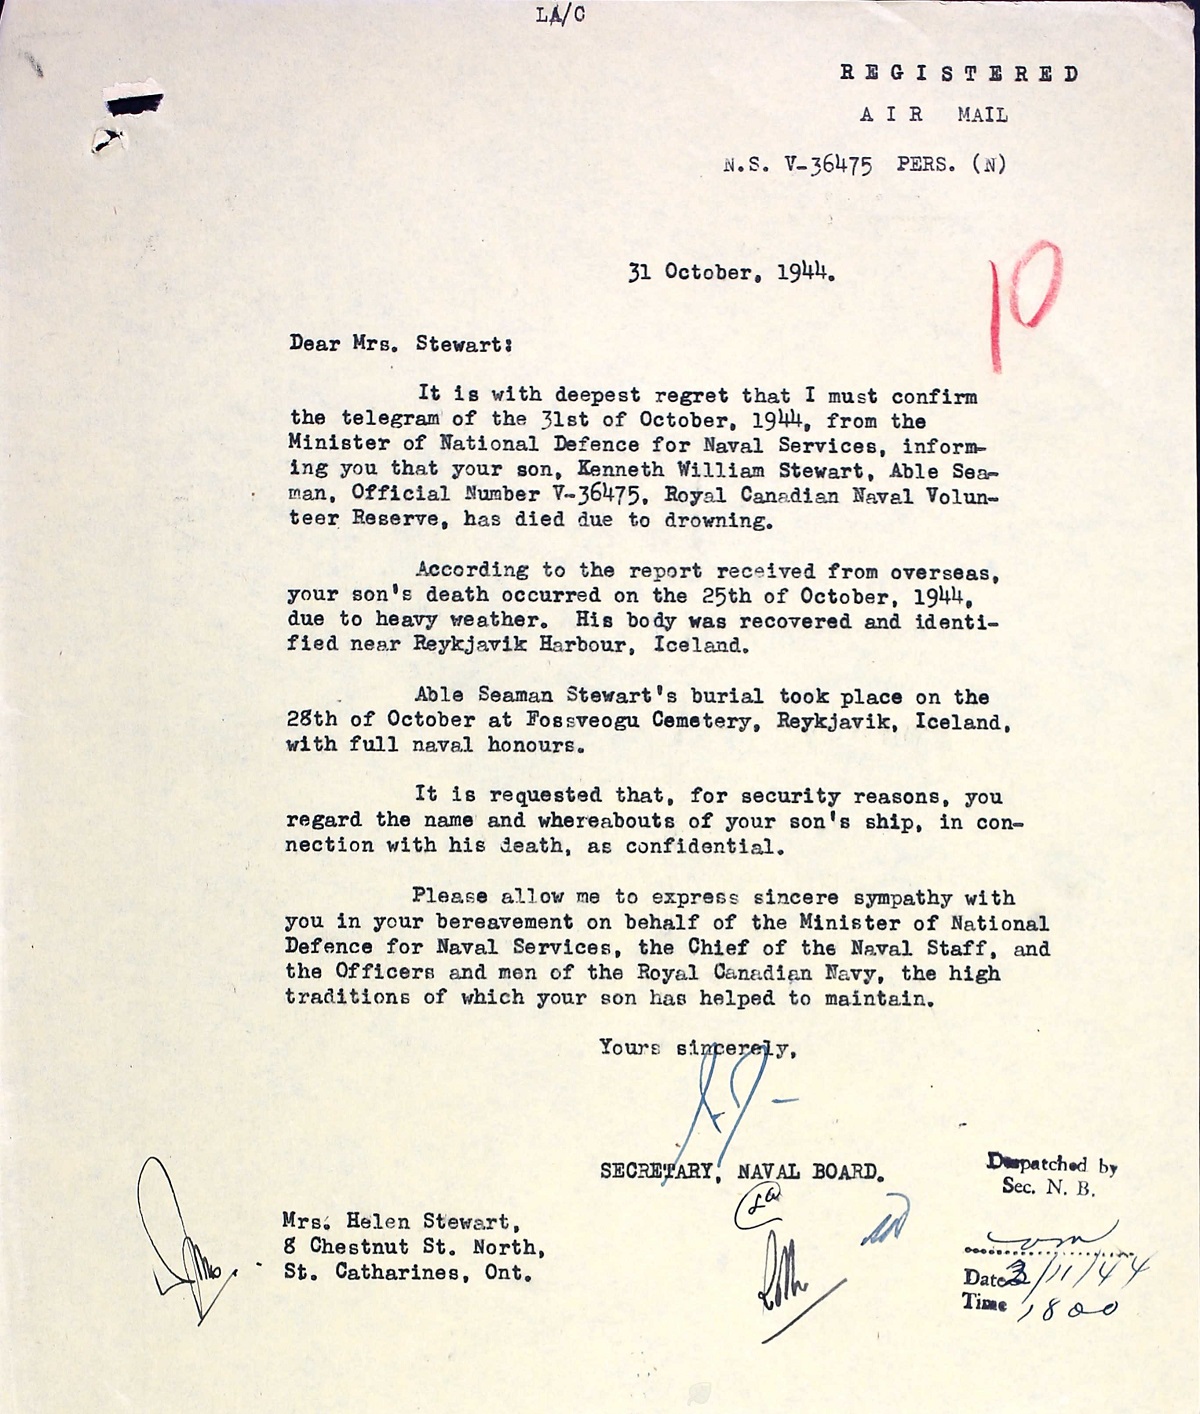 LA/C
REGISTERED
AIR MAIL
N.S. V-36475 PERS. (N)
10
31 October, 1944.
Dear Mrs. Stewart:
It is with deepest regret that I must confirm
the telegram of the 31st of October, 1944, from the
Minister of National Defence for Naval Services, inform-
ing you that your son, Kenneth William Stewart, Able Sea-
man, Official Number V-36475, Royal Canadian Naval Volun-
teer Reserve, has died due to drowning.
According to the report received from overseas,
your son's death occurred on the 25th of October, 1944,
due to heavy weather. His body was recovered and identi-
fied near Reykjavik Harbour, Iceland.
Able Seaman Stewart's burial took place on the
28th of October at Fossveogu Cemetery, Reykjavik, Iceland,
with full naval honours.
It is requested that, for security reasons, you
regard the name and whereabouts of your son's ship, in con-
nection with his death, as confidential.
Please allow me to express sincere sympathy with
you in your bereavement on behalf of the Minister of National
Defence for Naval Services, the Chief of the Naval Staff, and
the Officers and men of the Royal Canadian Navy, the high
traditions of which your son has helped to maintain.
Yours sincerely,
SECRETARY, NAVAL BOARD.
Despatched by
Sec. N. B.
Mrs. Helen Stewart,
8 Chestnut St. North,
St. Catharines, Ont.
Date 3/11/44
Time 1800